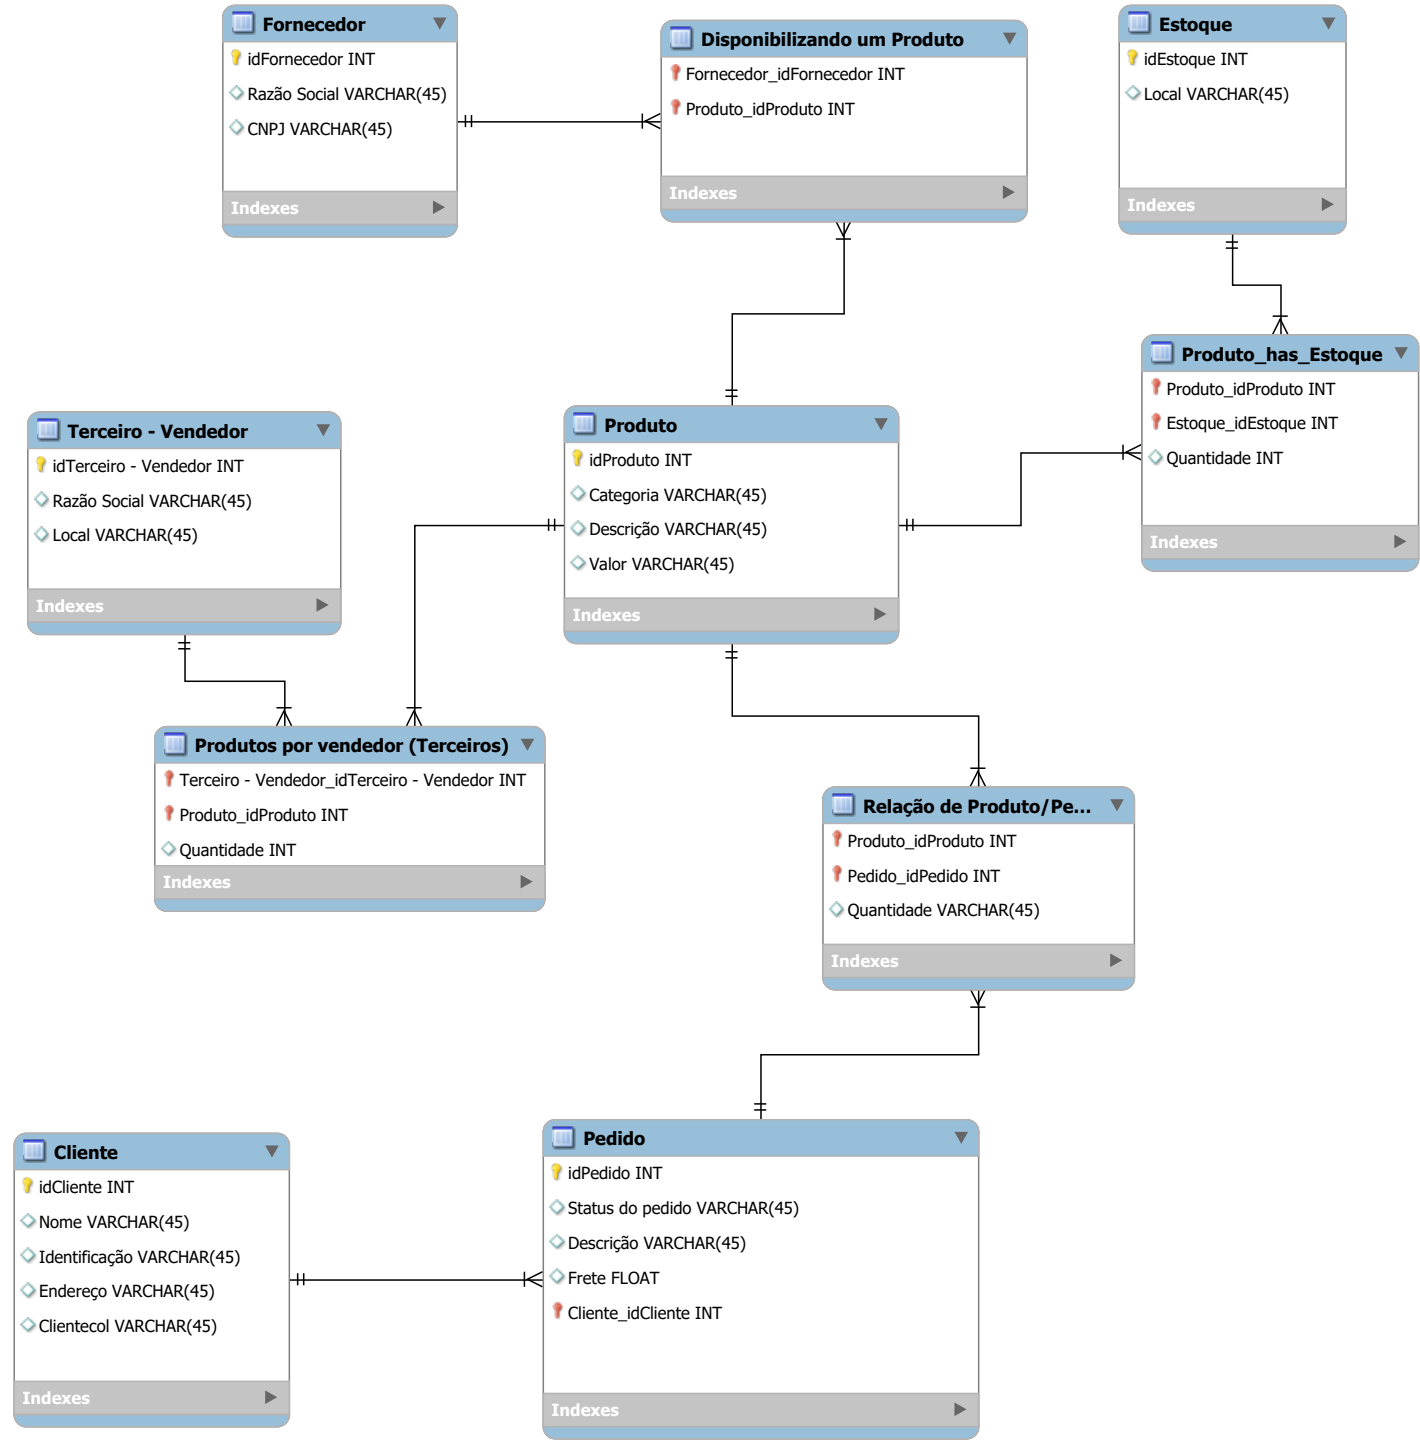 Fornecedor
idFornecedor INT
Razão Social VARCHAR(45)
CNPJ VARCHAR(45)
Indexes
Disponibilizando um Produto
Fornecedor_idFornecedor INT
Produto_idProduto INT
Indexes
Estoque
idEstoque INT
Local VARCHAR(45)
Indexes
Produto_has_Estoque
Produto_idProduto INT
Estoque_idEstoque INT
Quantidade INT
Indexes
Terceiro - Vendedor
idTerceiro - Vendedor INT
Razão Social VARCHAR(45)
Local VARCHAR(45)
Indexes
Produto
idProduto INT
Categoria VARCHAR(45)
Descrição VARCHAR(45)
Valor VARCHAR(45)
Indexes
Produtos por vendedor (Terceiros)
Terceiro - Vendedor_idTerceiro - Vendedor INT
Produto_idProduto INT
Quantidade INT
Indexes
Relação de Produto/Pe...
Produto_idProduto INT
Pedido_idPedido INT
Quantidade VARCHAR(45)
Indexes
Cliente
idCliente INT
Nome VARCHAR(45)
Identificação VARCHAR(45)
Endereço VARCHAR(45)
Clientecol VARCHAR(45)
Indexes
Pedido
idPedido INT
Status do pedido VARCHAR(45)
Descrição VARCHAR(45)
Frete FLOAT
Cliente_idCliente INT
Indexes